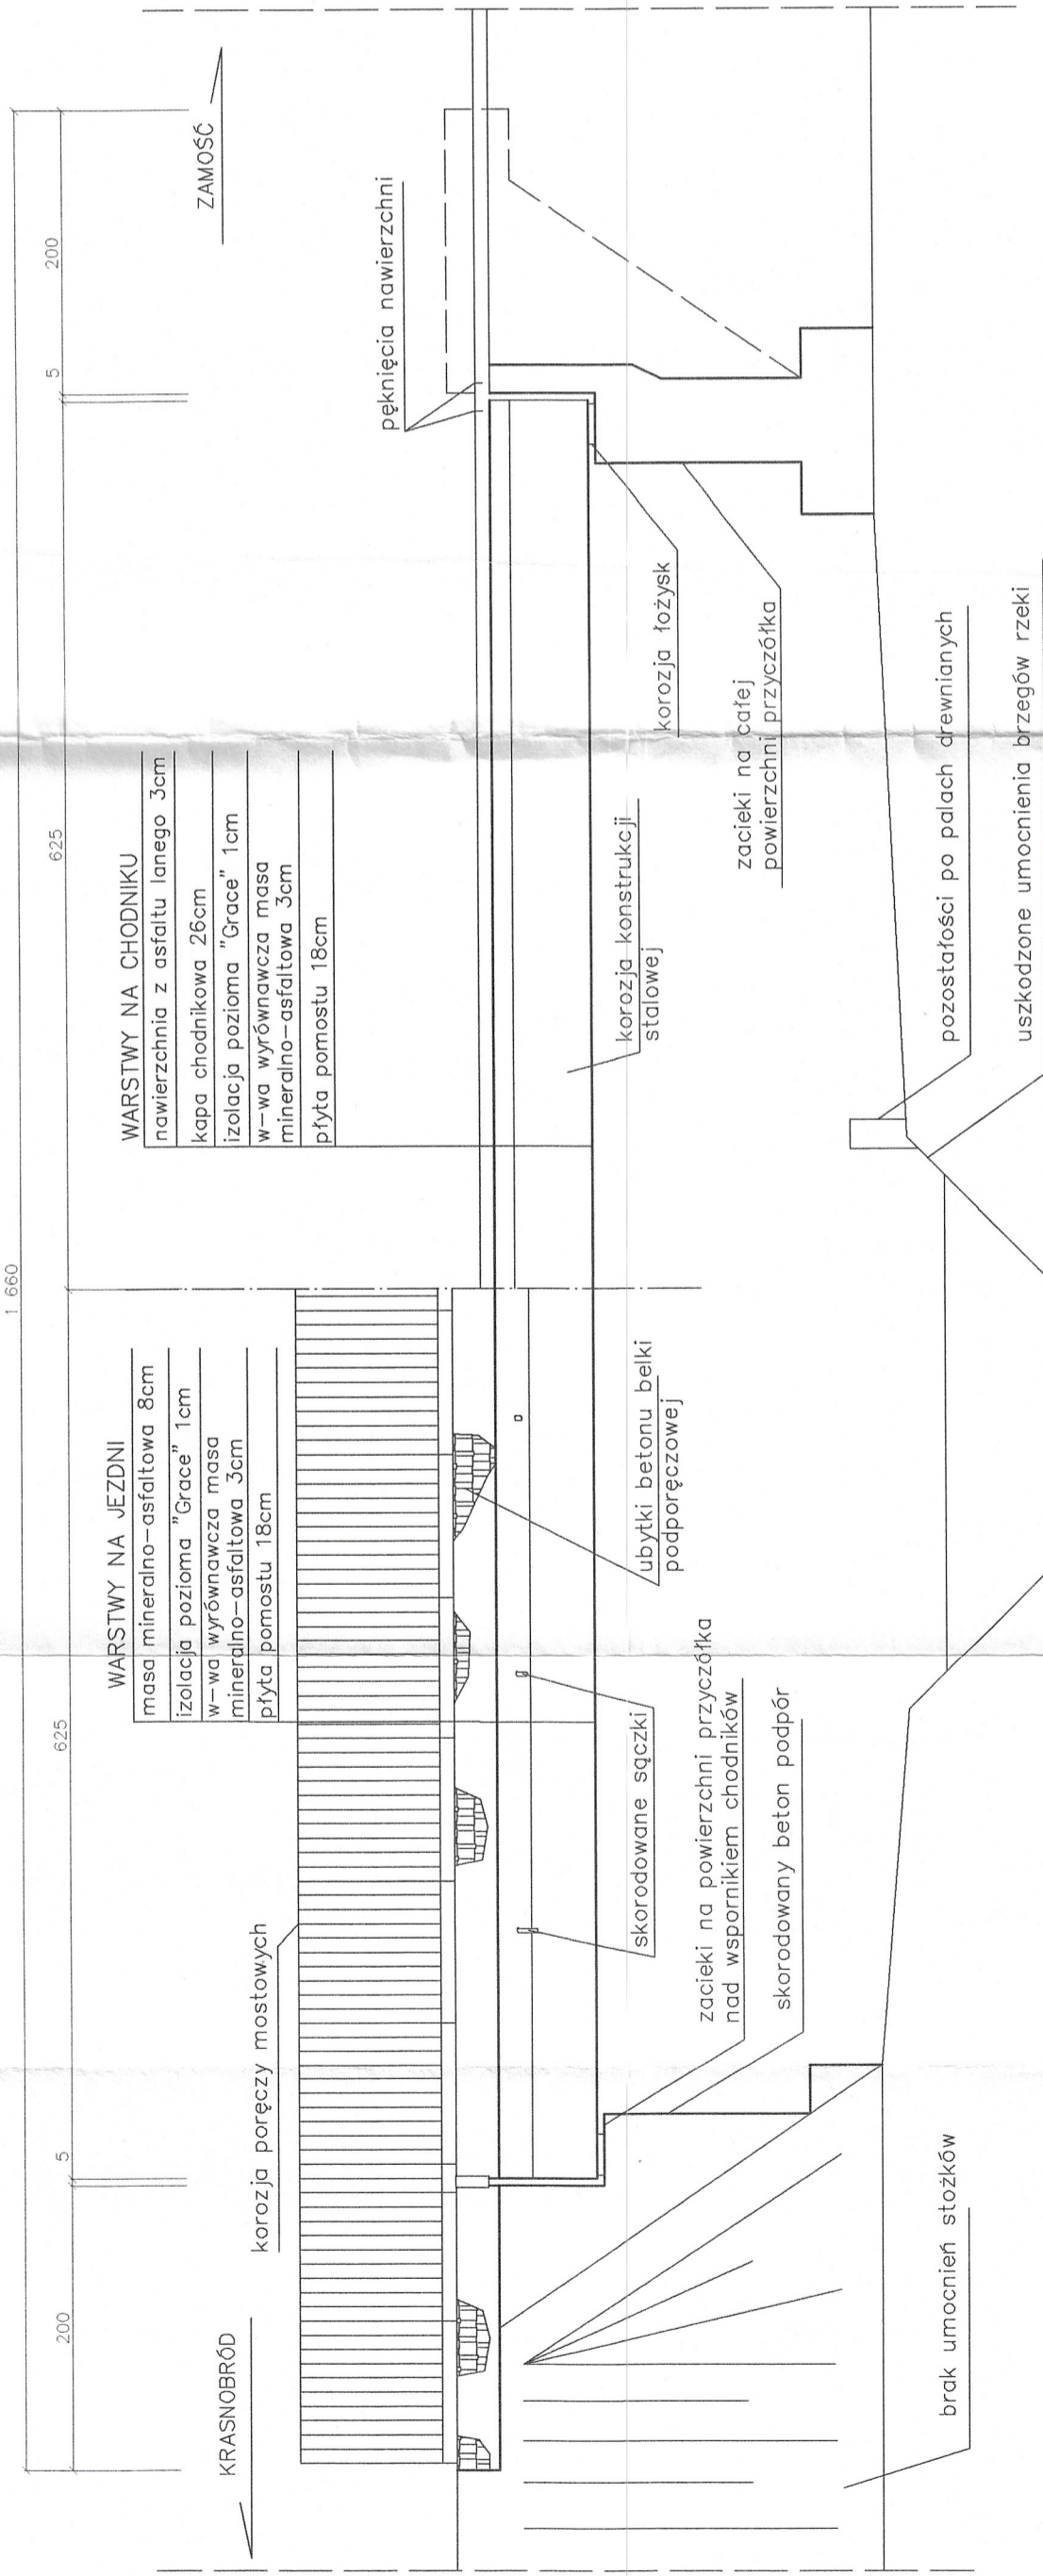 1 660
200
5
625
625
5
200
KRASNOBRÓD
ZAMOŚĆ
WARSTWY NA JEZDNI
masa mineralno-asfaltowa 8cm
izolacja pozioma "Grace" 1cm
w-wa wyrównawcza masa
mineralno-asfaltowa 3cm
płyta pomostu 18cm
WARSTWY NA CHODNIKU
nawierzchnia z asfaltu lanego 3cm
kapa chodnikowa 26cm
izolacja pozioma "Grace" 1cm
w-wa wyrównawcza masa
mineralno-asfaltowa 3cm
płyta pomostu 18cm
korozja poręczy mostowych
pęknięcia nawierzchni
skorodowane sączki
ubytki betonu belki
podporęczowej
korozja konstrukcji
stalowej
korozja łożysk
zacieki na powierzchni przyczółka
nad wspornikiem chodników
skorodowany beton podpór
zacieki na całej
powierzchni przyczółka
brak umocnień stożków
pozostałości po palach drewnianych
uszkodzone umocnienia brzegów rzeki